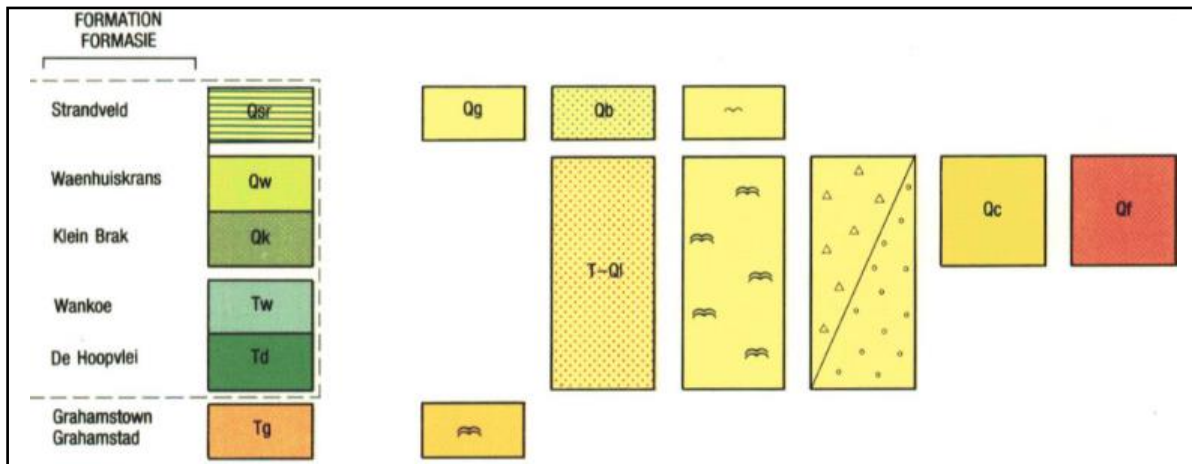 FORMATION
FORMASIE
Strandveld
Qsr
Qg
Qb
Waenhuiskrans
Qw
Qc
Qf
Klein Brak
Qk
T-Ql
Wankoe
Tw
De Hoopvlei
Td
Grahamstown
Grahamstad
Tg